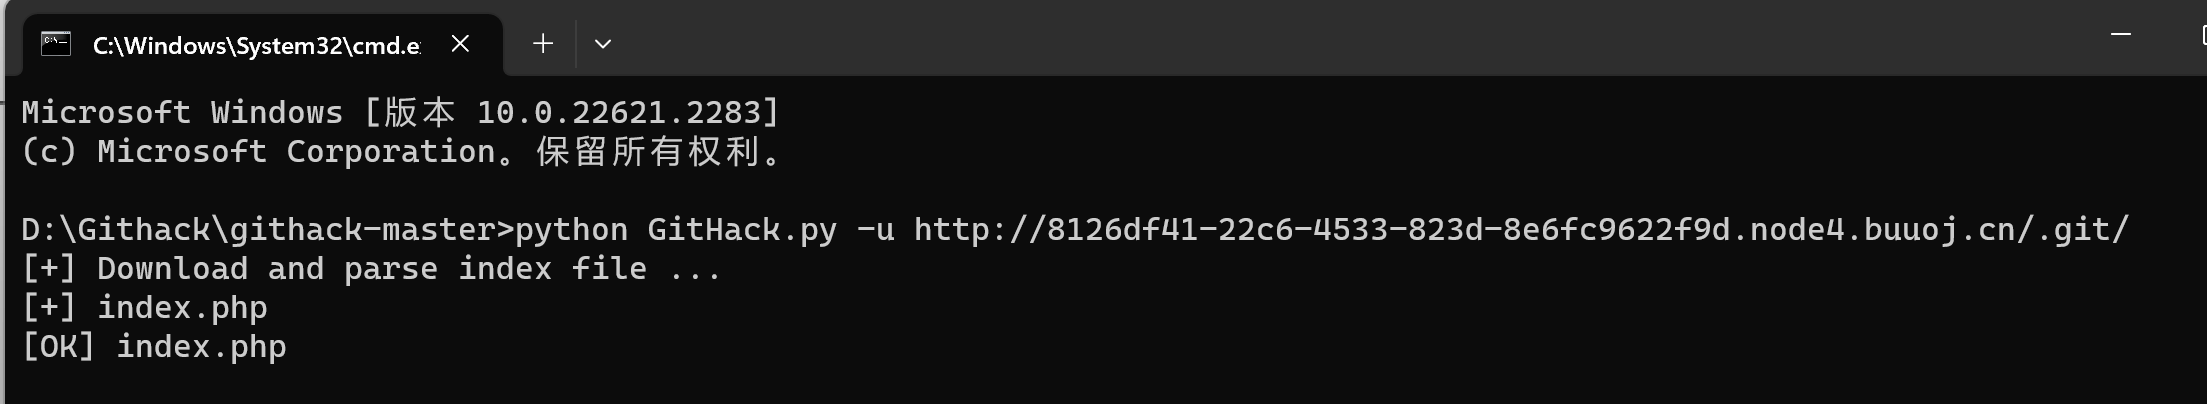 C:\Windows\System32\cmd.e
Microsoft Windows [版本 10.0.22621.2283]
(c) Microsoft Corporation。保留所有权利。
D:\Githack\githack-master>python GitHack.py -u http://8126df41-22c6-4533-823d-8e6fc9622f9d.node4.buuoj.cn/.git/
[+] Download and parse index file ...
[+] index.php
[OK] index.php